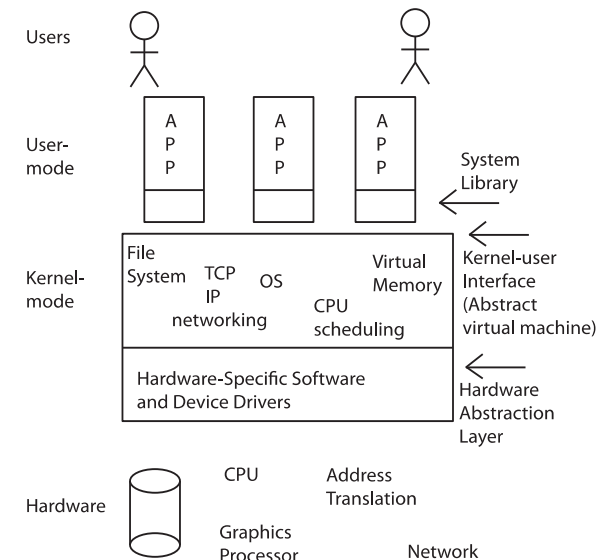 Users
User-
mode
A
P
P
A
P
P
A
P
P
System
Library
Kernel-
mode
File
System
TCP
IP
networking
OS
CPU
scheduling
Virtual
Memory
Kernel-user
Interface
(Abstract
virtual machine)
Hardware-Specific Software
and Device Drivers
Hardware
Abstraction
Layer
Hardware
CPU
Address
Translation
Graphics
Processor
Network